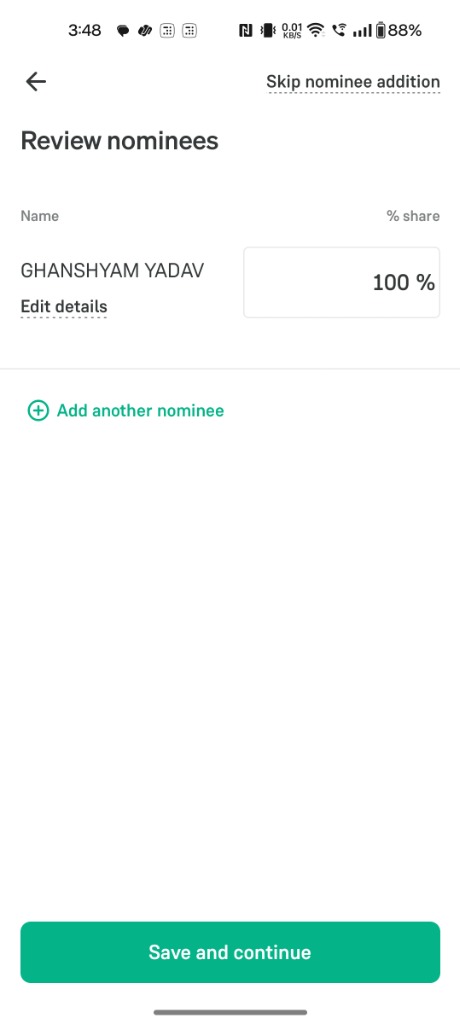 3:48 0.01 KB/S 88%
Skip nominee addition
Review nominees
Name % share
GHANSHYAM YADAV 100 %
Edit details
Add another nominee
Save and continue